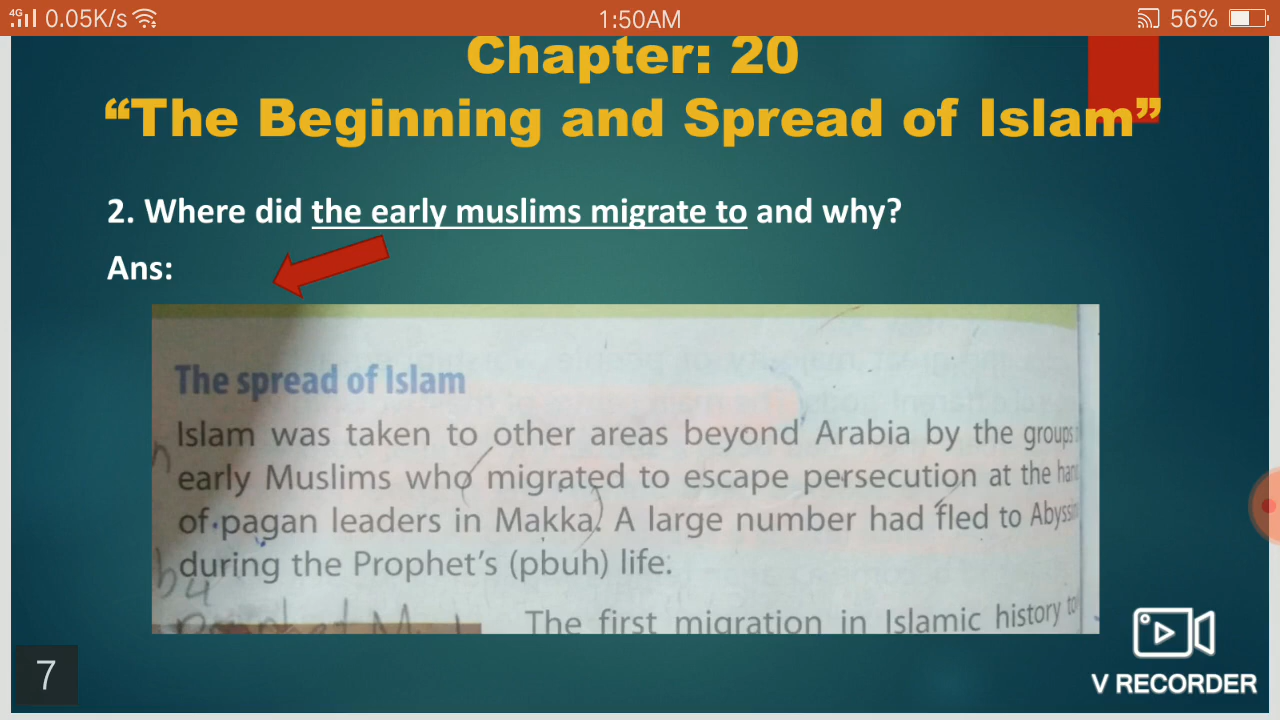 4G 0.05K/s 1:50AM 56%
Chapter: 20
“The Beginning and Spread of Islam”
2. Where did the early muslims migrate to and why?
Ans:
The spread of Islam
Islam was taken to other areas beyond Arabia by the groups
early Muslims who migrated to escape persecution at the
of pagan leaders in Makka. A large number had fled to
during the Prophet's (pbuh) life.
The first migration in Islamic history
7
V RECORDER